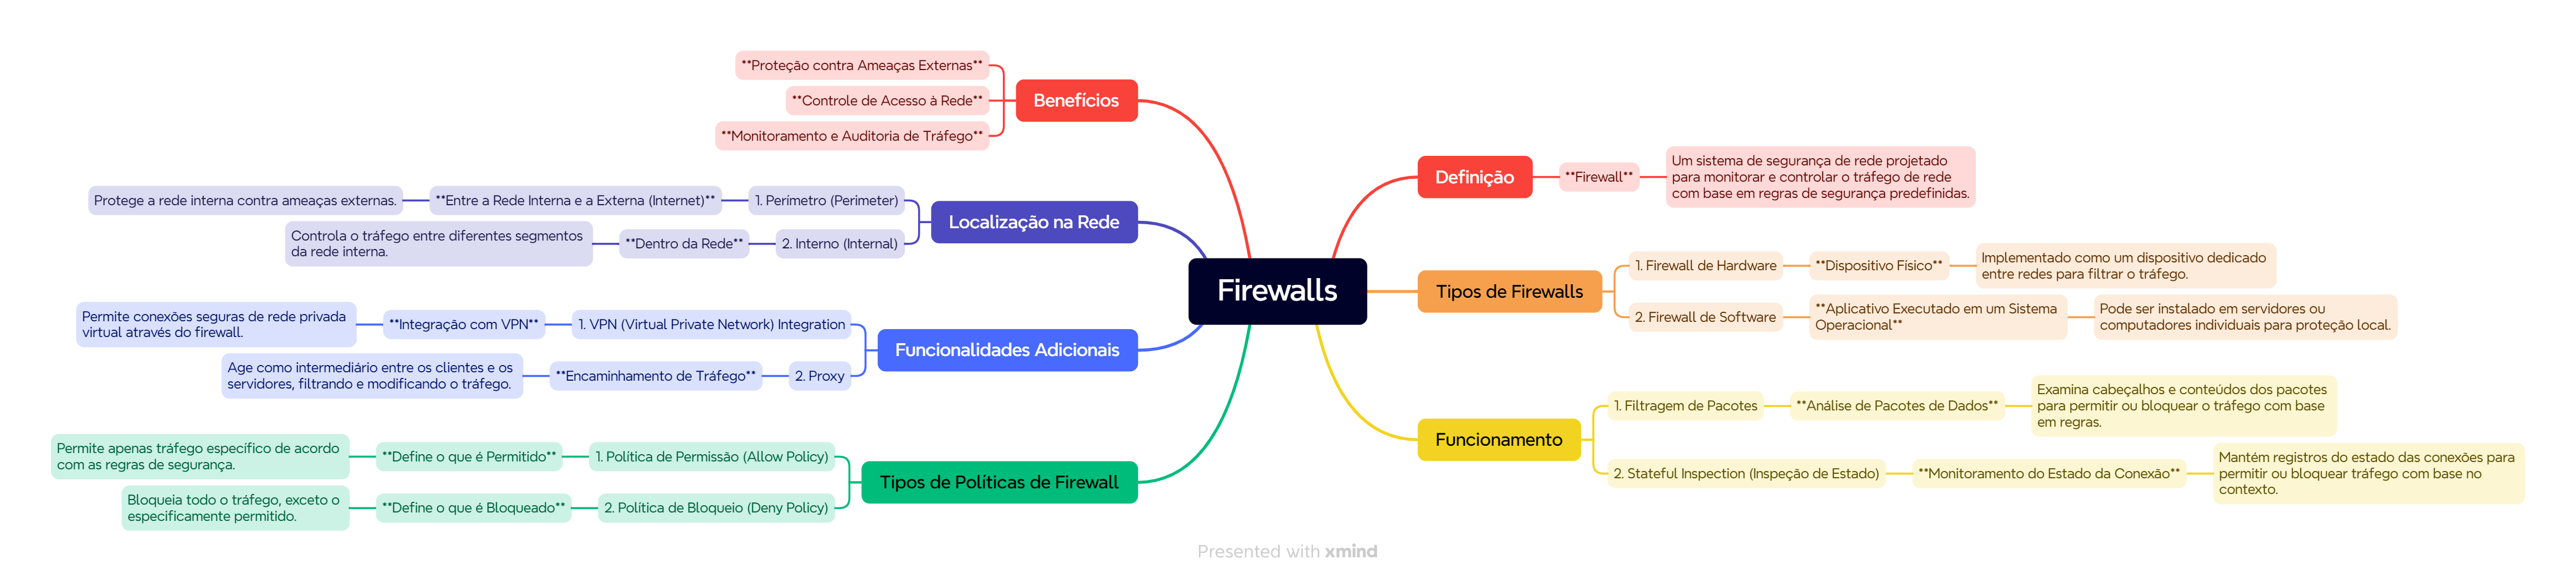 Firewalls
Definição
**Firewall**
Um sistema de segurança de rede projetado
para monitorar e controlar o tráfego de rede
com base em regras de segurança predefinidas.
Tipos de Firewalls
1. Firewall de Hardware
**Dispositivo Físico**
Implementado como um dispositivo dedicado
entre redes para filtrar o tráfego.
2. Firewall de Software
**Aplicativo Executado em um Sistema
Operacional**
Pode ser instalado em servidores ou
computadores individuais para proteção local.
Funcionamento
1. Filtragem de Pacotes
**Análise de Pacotes de Dados**
Examina cabeçalhos e conteúdos dos pacotes
para permitir ou bloquear o tráfego com base
em regras.
2. Stateful Inspection (Inspeção de Estado)
**Monitoramento do Estado da Conexão**
Mantém registros do estado das conexões para
permitir ou bloquear tráfego com base no
contexto.
Benefícios
**Proteção contra Ameaças Externas**
**Controle de Acesso à Rede**
**Monitoramento e Auditoria de Tráfego**
Localização na Rede
1. Perímetro (Perimeter)
**Entre a Rede Interna e a Externa (Internet)**
Protege a rede interna contra ameaças externas.
2. Interno (Internal)
**Dentro da Rede**
Controla o tráfego entre diferentes segmentos
da rede interna.
Funcionalidades Adicionais
1. VPN (Virtual Private Network) Integration
**Integração com VPN**
Permite conexões seguras de rede privada
virtual através do firewall.
2. Proxy
**Encaminhamento de Tráfego**
Age como intermediário entre os clientes e os
servidores, filtrando e modificando o tráfego.
Tipos de Políticas de Firewall
1. Política de Permissão (Allow Policy)
**Define o que é Permitido**
Permite apenas tráfego específico de acordo
com as regras de segurança.
2. Política de Bloqueio (Deny Policy)
**Define o que é Bloqueado**
Bloqueia todo o tráfego, exceto o
especificamente permitido.
Presented with xmind